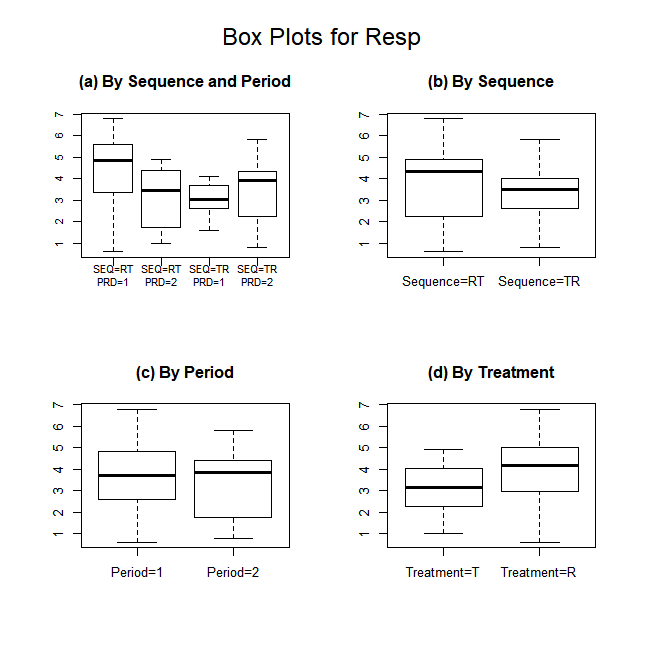 Box Plots for Resp
(a) By Sequence and Period
7
6
5
4
3
2
1
SEQ=RT SEQ=RT SEQ=TR SEQ=TR
PRD=1 PRD=2 PRD=1 PRD=2
(b) By Sequence
7
6
5
4
3
2
1
Sequence=RT Sequence=TR
(c) By Period
7
6
5
4
3
2
1
Period=1 Period=2
(d) By Treatment
7
6
5
4
3
2
1
Treatment=T Treatment=R